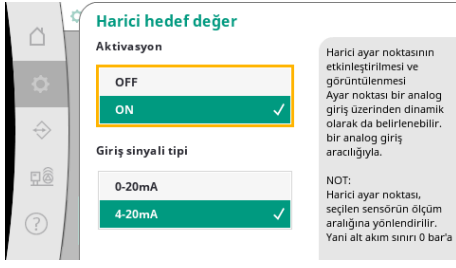 Harici hedef değer
Aktivasyon
OFF
ON
Giriş sinyali tipi
0-20mA
4-20mA
Harici ayar noktasının
etkinleştirilmesi ve
görüntülenmesi
Ayar noktası bir analog
giriş üzerinden dinamik
olarak da belirlenebilir.
bir analog giriş
aracılığıyla.
NOT:
Harici ayar noktası,
seçilen sensörün ölçüm
aralığına yönlendirilir.
Yani alt akım sınırı 0 bar'a